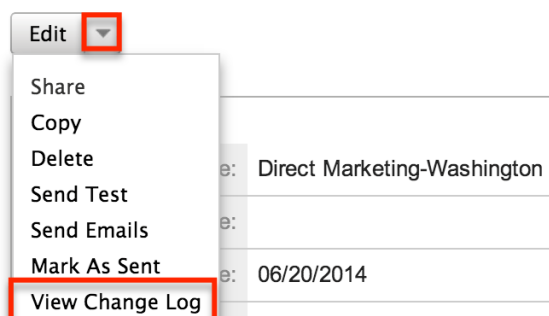 Edit
Share
Copy
Delete
e: Direct Marketing-Washington
Send Test
Send Emails
e:
Mark As Sent
e: 06/20/2014
View Change Log